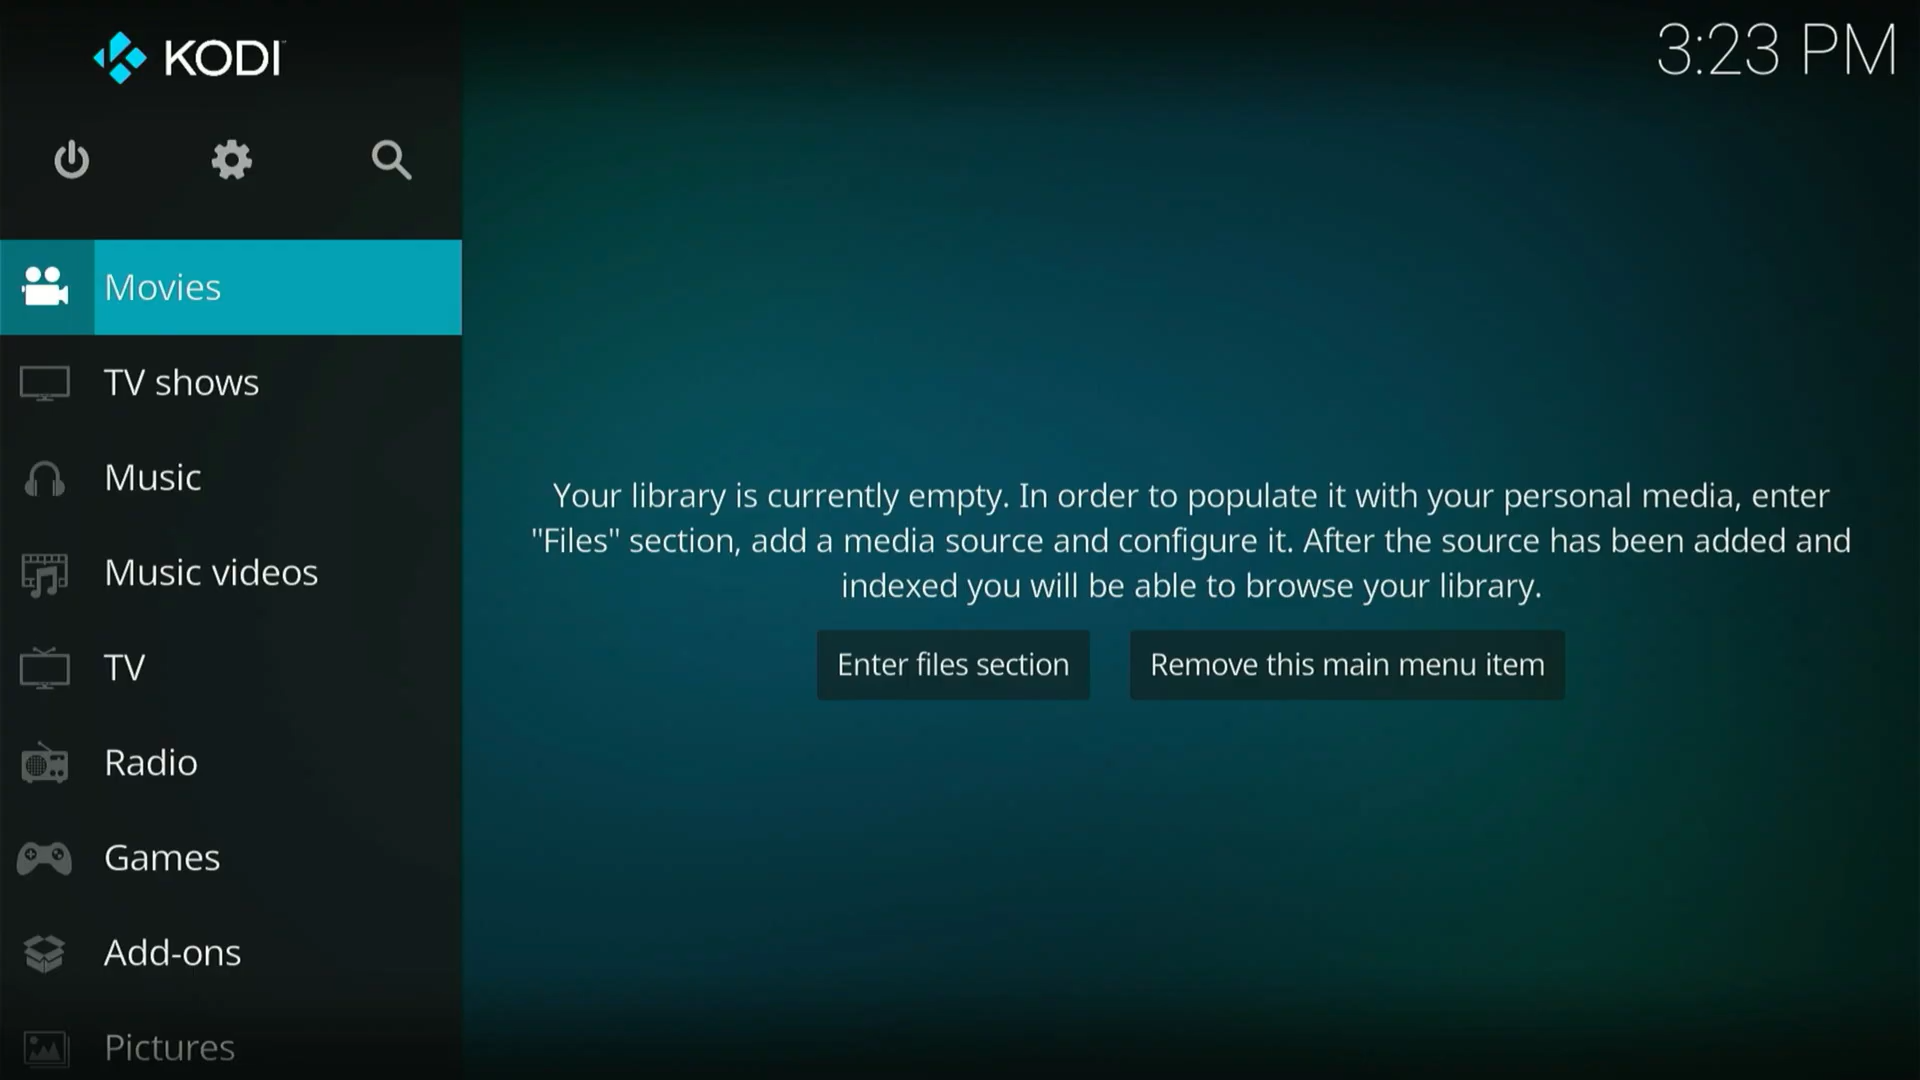 KODI
3:23 PM
Movies
TV shows
Music
Music videos
TV
Radio
Games
Add-ons
Pictures
Your library is currently empty. In order to populate it with your personal media, enter
"Files" section, add a media source and configure it. After the source has been added and
indexed you will be able to browse your library.
Enter files section
Remove this main menu item